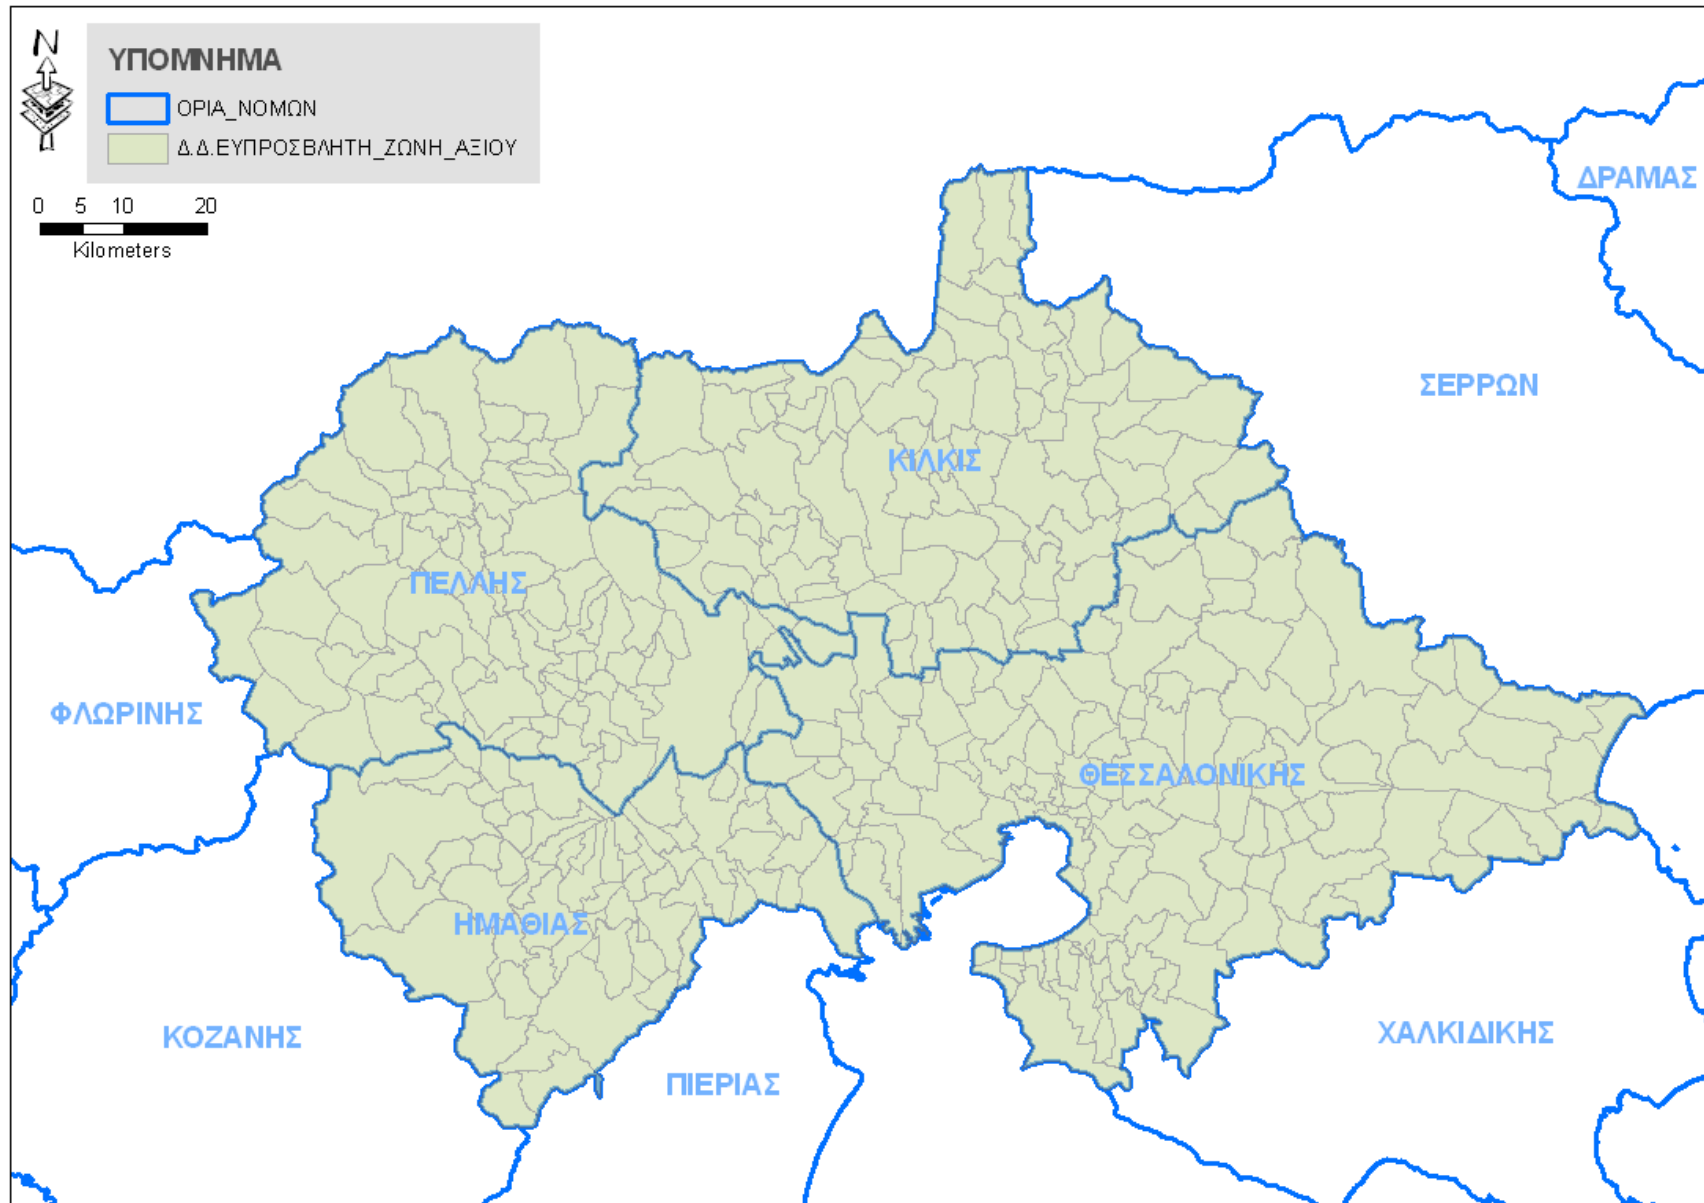 N
ΥΠΟΜΝΗΜΑ
ΟΡΙΑ_ΝΟΜΩΝ
Δ.Δ.ΕΥΠΡΟΣΒΛΗΤΗ_ΖΩΝΗ_ΑΞΙΟΥ
0 5 10 20
Kilometers
ΔΡΑΜΑΣ
ΣΕΡΡΩΝ
ΚΙΛΚΙΣ
ΠΕΛΛΗΣ
ΦΛΩΡΙΝΗΣ
ΘΕΣΣΑΛΟΝΙΚΗΣ
ΗΜΑΘΙΑΣ
ΚΟΖΑΝΗΣ
ΧΑΛΚΙΔΙΚΗΣ
ΠΙΕΡΙΑΣ